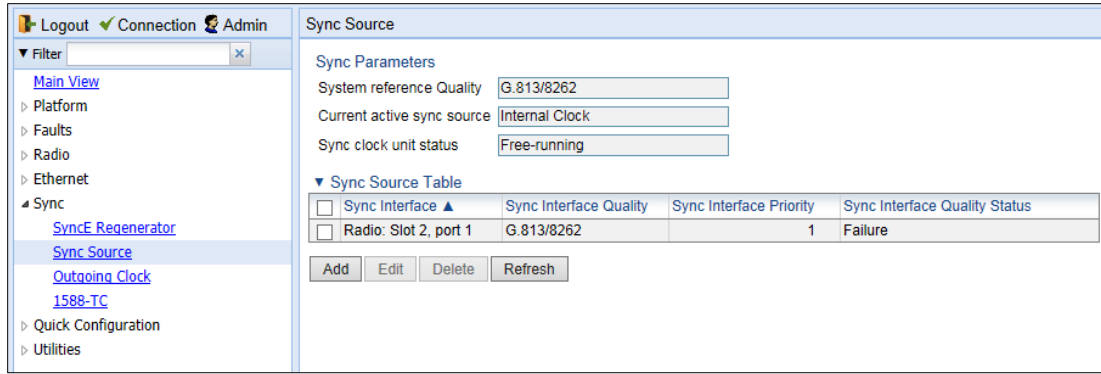 Logout Connection Admin
Filter
Main View
Platform
Faults
Radio
Ethernet
Sync
SyncE Regenerator
Sync Source
Outgoing Clock
1588-TC
Quick Configuration
Utilities
Sync Source
Sync Parameters
System reference Quality G.813/8262
Current active sync source Internal Clock
Sync clock unit status Free-running
Sync Source Table
Sync Interface ▲ Sync Interface Quality Sync Interface Priority Sync Interface Quality Status
Radio: Slot 2, port 1 G.813/8262 1 Failure
Add Edit Delete Refresh